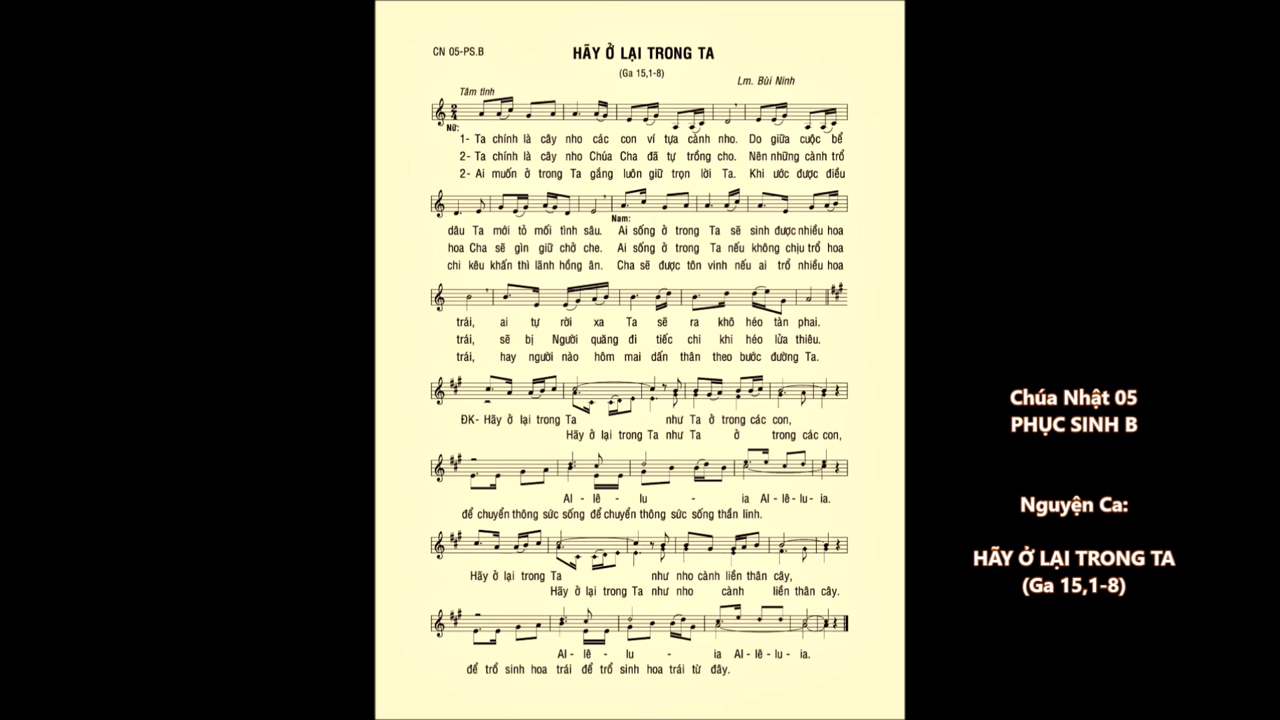 CN 05-PS.B
HÃY Ở LẠI TRONG TA
(Ga 15,1-8)
Lm. Bùi Ninh
Tâm tình
Nữ:
1- Ta chính là cây nho các con ví tựa cành nho. Do giữa cuộc bể
2- Ta chính là cây nho Chúa Cha đã tự trồng cho. Nên những cành trổ
2- Ai muốn ở trong Ta gắng luôn giữ trọn lời Ta. Khi ước được điều
Nam:
dâu Ta mới tỏ mối tình sâu. Ai sống ở trong Ta sẽ sinh được nhiều hoa
hoa Cha sẽ gìn giữ chở che. Ai sống ở trong Ta nếu không chịu trổ hoa
chi kêu khấn thì lãnh hồng ân. Cha sẽ được tôn vinh nếu ai trổ nhiều hoa
trái, ai tự rời xa Ta sẽ ra khô héo tàn phai.
trái, sẽ bị Người quăng đi tiếc chi khi héo lửa thiêu.
trái, hay người nào hôm mai dấn thân theo bước đường Ta.
ĐK- Hãy ở lại trong Ta như Ta ở trong các con,
Hãy ở lại trong Ta như Ta ở trong các con,
Al - lê - lu - ia Al - lê - lu - ia.
để chuyển thông sức sống để chuyển thông sức sống thần linh.
Hãy ở lại trong Ta như nho cành liền thân cây,
Hãy ở lại trong Ta như nho cành liền thân cây.
Al - lê - lu - ia Al - lê - lu - ia.
để trổ sinh hoa trái để trổ sinh hoa trái từ đây.
Chúa Nhật 05
PHỤC SINH B
Nguyện Ca:
HÃY Ở LẠI TRONG TA
(Ga 15,1-8)